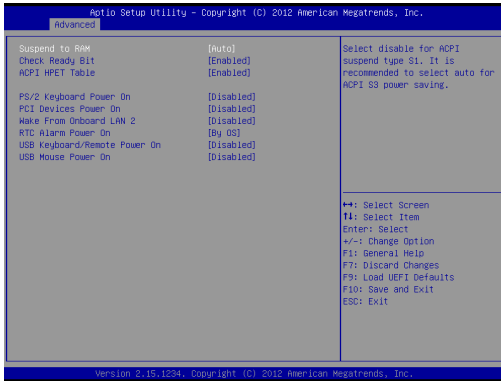 Aptio Setup Utility - Copyright (C) 2012 American Megatrends, Inc.
Advanced
Suspend to RAM [Auto]
Check Ready Bit [Enabled]
ACPI HPET Table [Enabled]
PS/2 Keyboard Power On [Disabled]
PCI Devices Power On [Disabled]
Wake From Onboard LAN 2 [Disabled]
RTC Alarm Power On [By OS]
USB Keyboard/Remote Power On [Disabled]
USB Mouse Power On [Disabled]
Select disable for ACPI
suspend type S1. It is
recommended to select auto for
ACPI S3 power saving.
↔: Select Screen
↑↓: Select Item
Enter: Select
+/-: Change Option
F1: General Help
F7: Discard Changes
F9: Load UEFI Defaults
F10: Save and Exit
ESC: Exit
Version 2.15.1234. Copyright (C) 2012 American Megatrends, Inc.